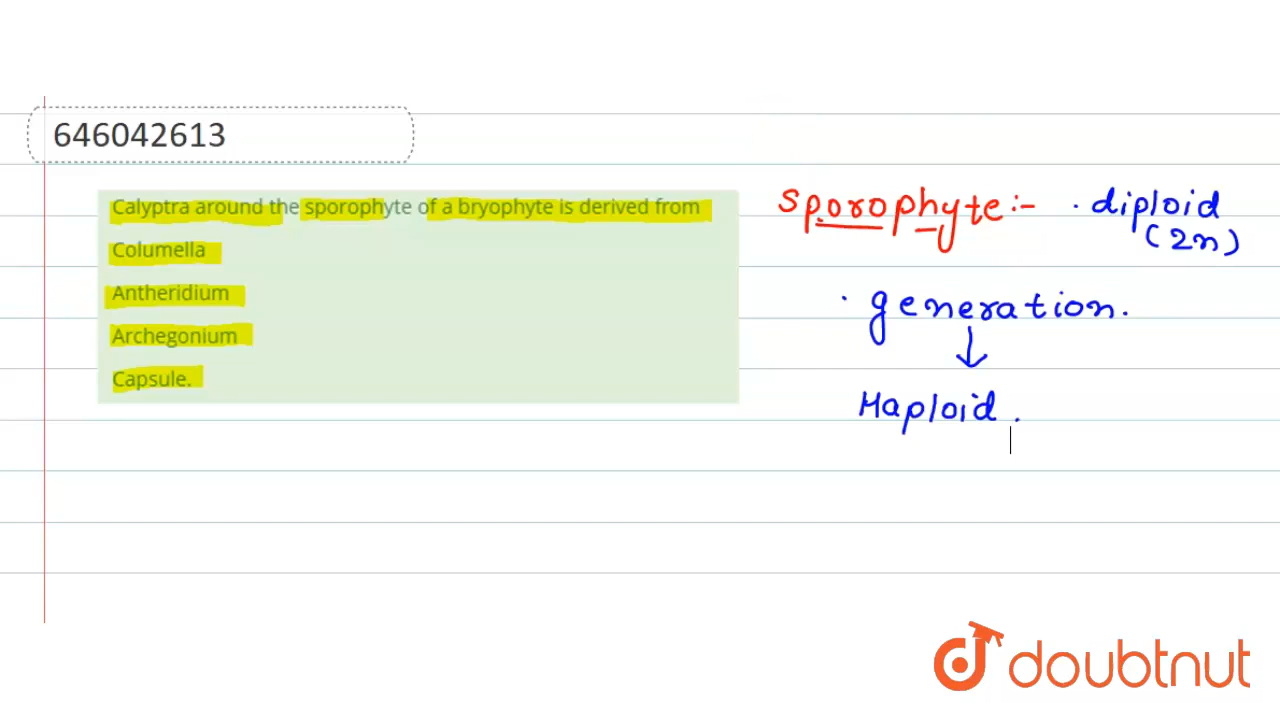 646042613
Calyptra around the sporophyte of a bryophyte is derived from
Columella
Antheridium
Archegonium
Capsule.
Sporophyte :- · diploid
(2n)
· generation.
↓
Haploid .
doubtnut